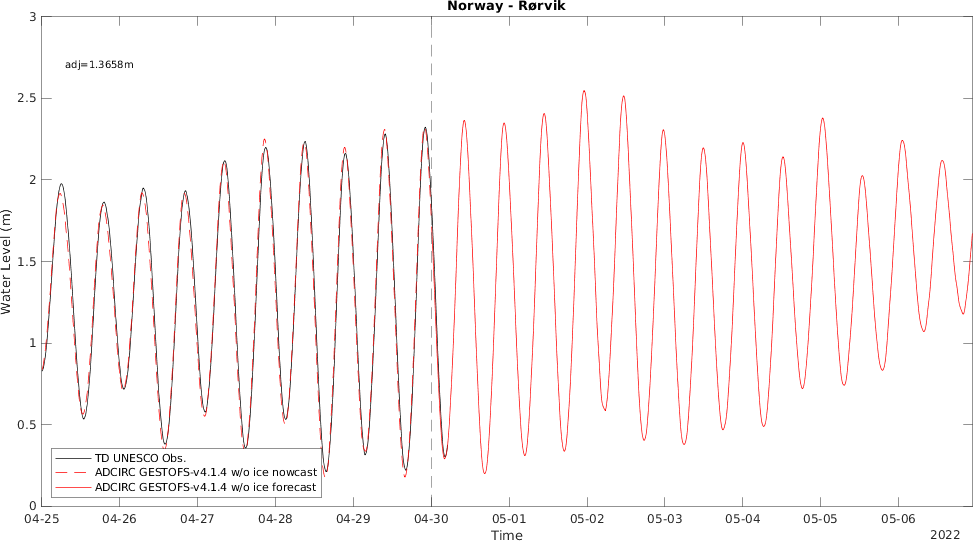 Norway - Rørvik
adj=1.3658m
Water Level (m)
3
2.5
2
1.5
1
0.5
0
TD UNESCO Obs.
ADCIRC GESTOFS-v4.1.4 w/o ice nowcast
ADCIRC GESTOFS-v4.1.4 w/o ice forecast
04-25 04-26 04-27 04-28 04-29 04-30 05-01 05-02 05-03 05-04 05-05 05-06
Time
2022